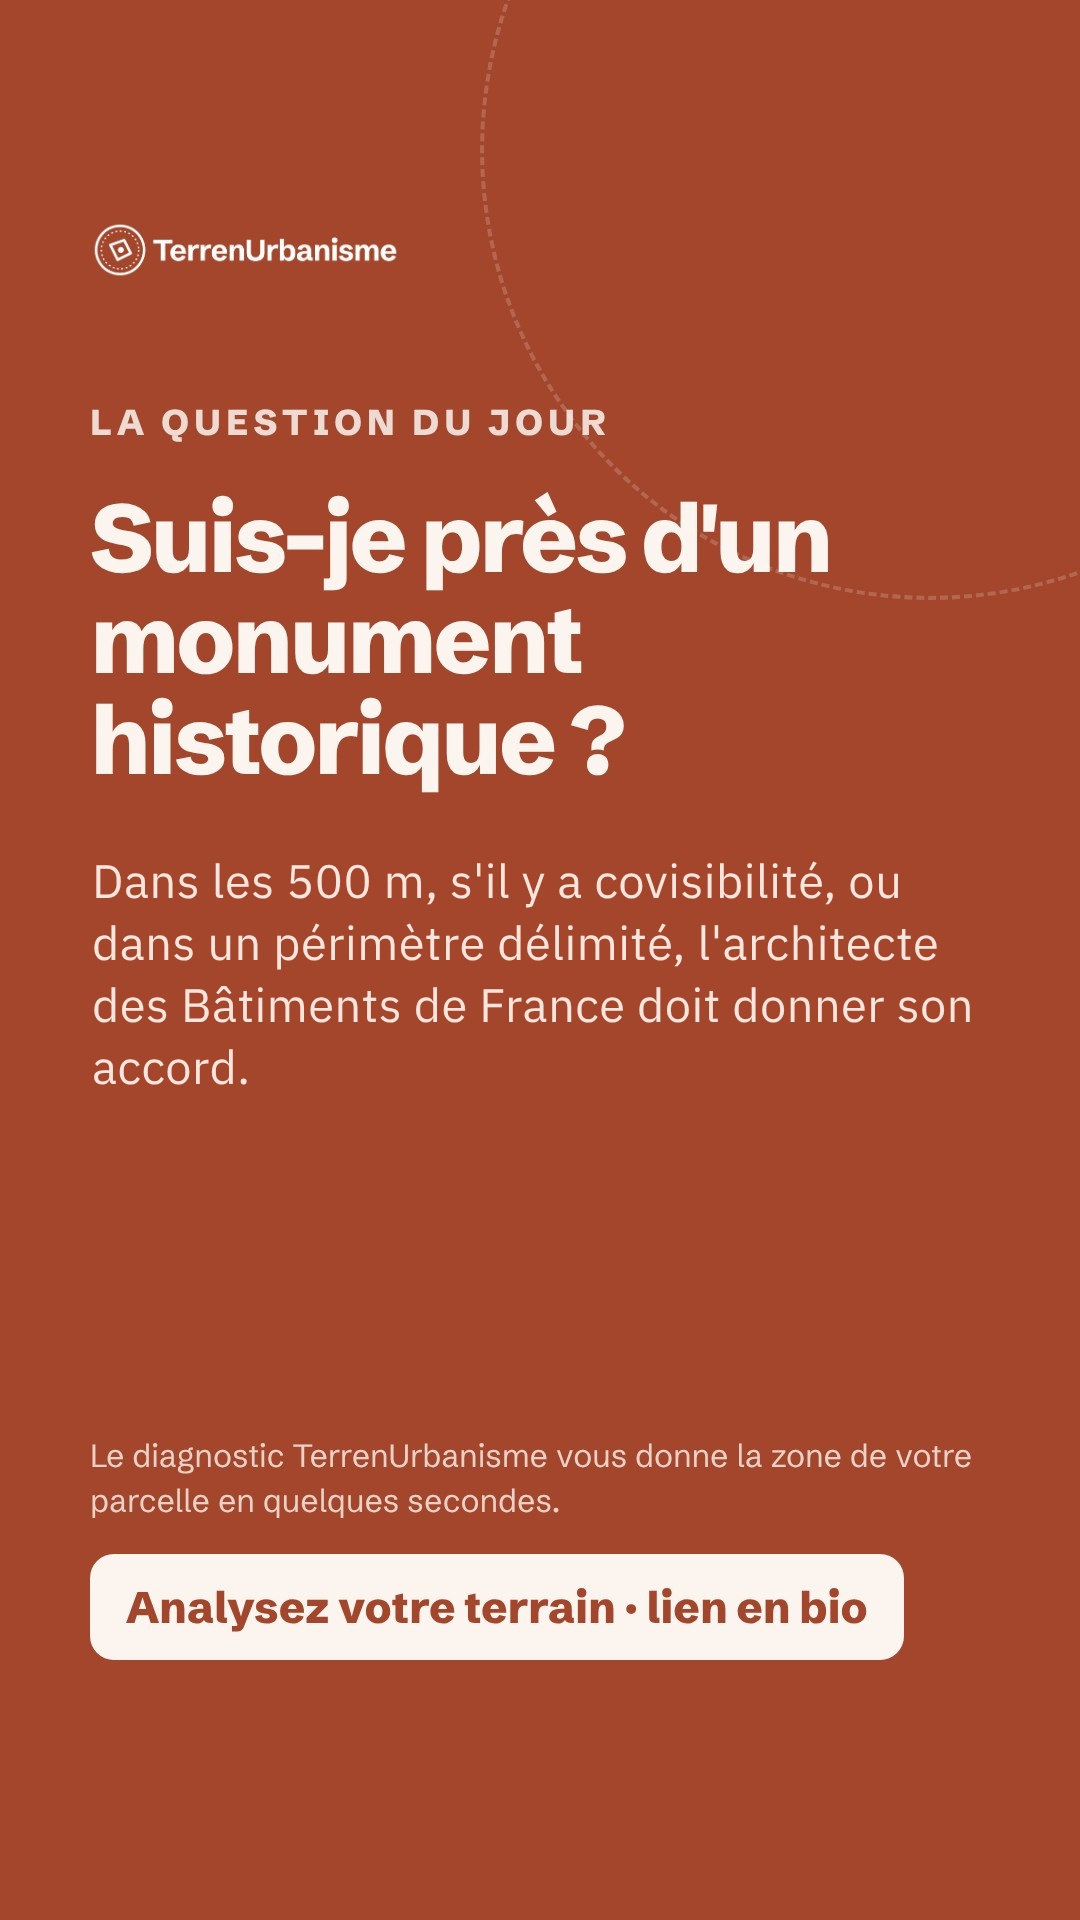 TerrenUrbanisme
LA QUESTION DU JOUR
Suis-je près d'un
monument
historique ?
Dans les 500 m, s'il y a covisibilité, ou
dans un périmètre délimité, l'architecte
des Bâtiments de France doit donner son
accord.
Le diagnostic TerrenUrbanisme vous donne la zone de votre
parcelle en quelques secondes.
Analysez votre terrain · lien en bio